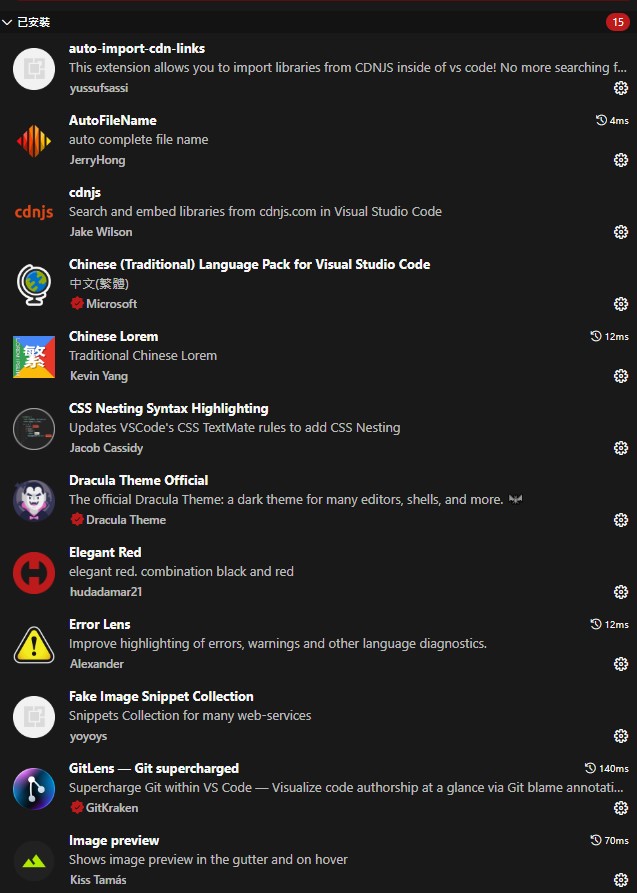 已安裝 15
auto-import-cdn-links
This extension allows you to import libraries from CDNJS inside of vs code! No more searching f...
yussufsassi
AutoFileName 4ms
auto complete file name
JerryHong
cdnjs
cdnjs
Search and embed libraries from cdnjs.com in Visual Studio Code
Jake Wilson
Chinese (Traditional) Language Pack for Visual Studio Code
中文(繁體)
Microsoft
繁
Chinese Lorem 12ms
Traditional Chinese Lorem
Kevin Yang
CSS Nesting Syntax Highlighting
Updates VSCode's CSS TextMate rules to add CSS Nesting
Jacob Cassidy
Dracula Theme Official
The official Dracula Theme: a dark theme for many editors, shells, and more.
Dracula Theme
Elegant Red
elegant red. combination black and red
hudadamar21
Error Lens 12ms
Improve highlighting of errors, warnings and other language diagnostics.
Alexander
Fake Image Snippet Collection
Snippets Collection for many web-services
yoyoys
GitLens — Git supercharged 140ms
Supercharge Git within VS Code — Visualize code authorship at a glance via Git blame annotati...
GitKraken
Image preview 70ms
Shows image preview in the gutter and on hover
Kiss Tamás